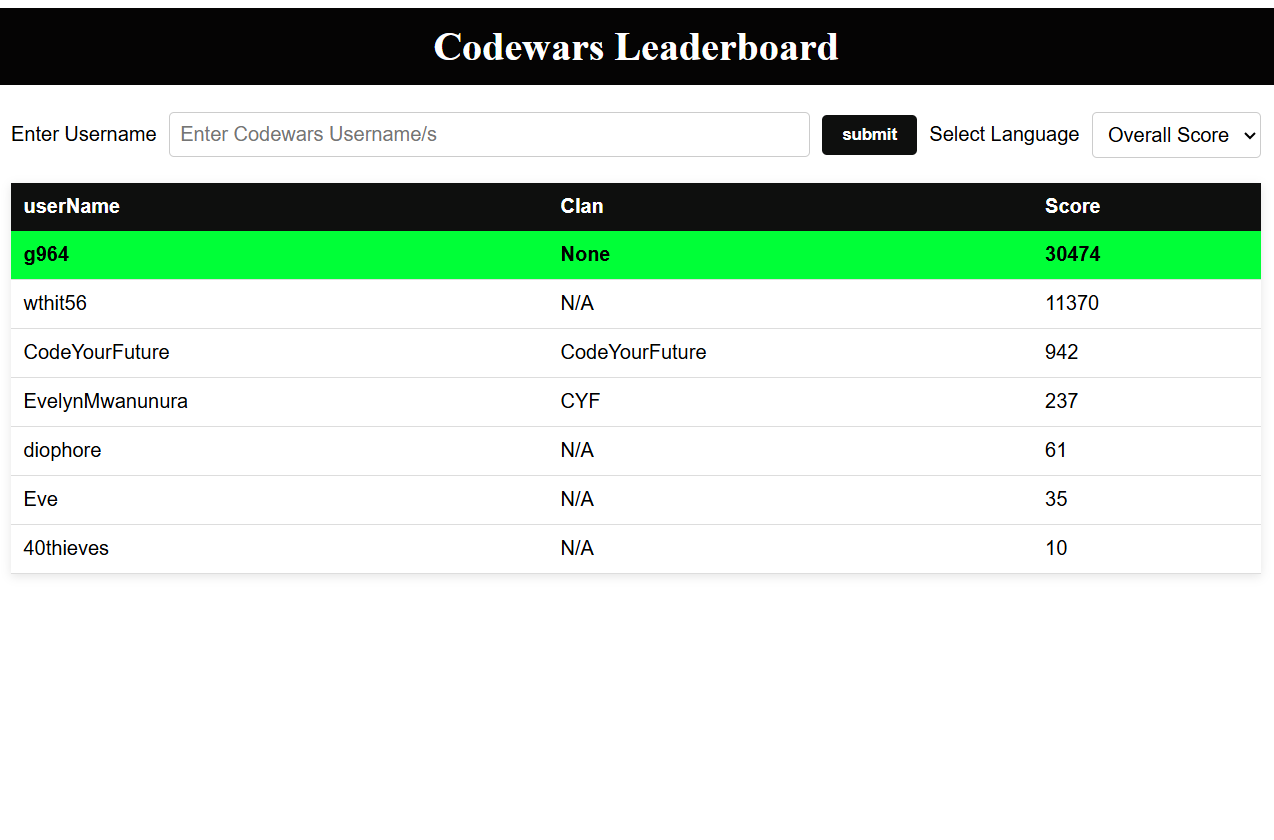 Codewars Leaderboard
Enter Username Enter Codewars Username/s submit Select Language Overall Score
userName Clan Score
g964 None 30474
wthit56 N/A 11370
CodeYourFuture CodeYourFuture 942
EvelynMwanunura CYF 237
diophore N/A 61
Eve N/A 35
40thieves N/A 10